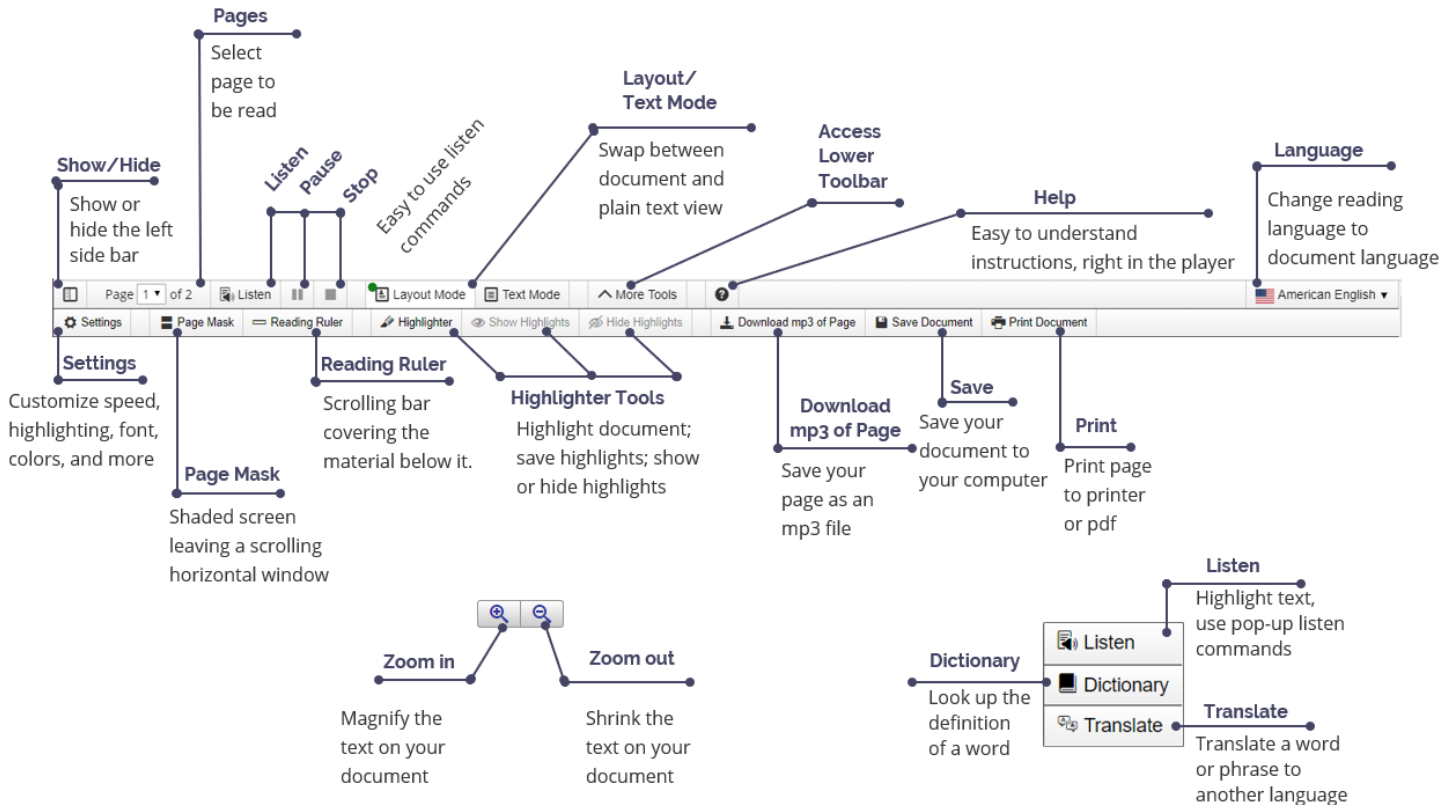 Pages
Select
page to
be read
Show/Hide
Show or
hide the left
side bar
Listen
Pause
Stop
Easy to use listen
commands
Layout/
Text Mode
Swap between
document and
plain text view
Access
Lower
Toolbar
Help
Easy to understand
instructions, right in the player
Language
Change reading
language to
document language
Page 1 of 2 Listen Layout Mode Text Mode More Tools American English
Settings Page Mask Reading Ruler Highlighter Show Highlights Hide Highlights Download mp3 of Page Save Document Print Document
Settings
Customize speed,
highlighting, font,
colors, and more
Page Mask
Shaded screen
leaving a scrolling
horizontal window
Reading Ruler
Scrolling bar
covering the
material below it.
Highlighter Tools
Highlight document;
save highlights; show
or hide highlights
Download
mp3 of Page
Save your
page as an
mp3 file
Save
Save your
document to
your computer
Print
Print page
to printer
or pdf
Zoom in
Magnify the
text on your
document
Zoom out
Shrink the
text on your
document
Listen
Dictionary
Translate
Listen
Highlight text,
use pop-up listen
commands
Dictionary
Look up the
definition
of a word
Translate
Translate a word
or phrase to
another language